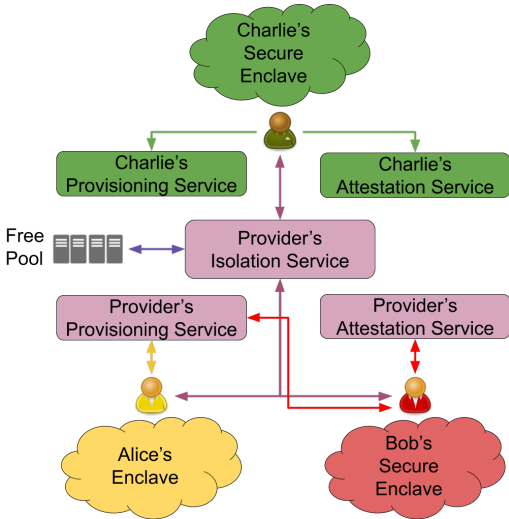 Charlie's
Secure
Enclave
Charlie's
Provisioning Service
Charlie's
Attestation Service
Free
Pool
Provider's
Isolation Service
Provider's
Provisioning Service
Provider's
Attestation Service
Alice's
Enclave
Bob's
Secure
Enclave